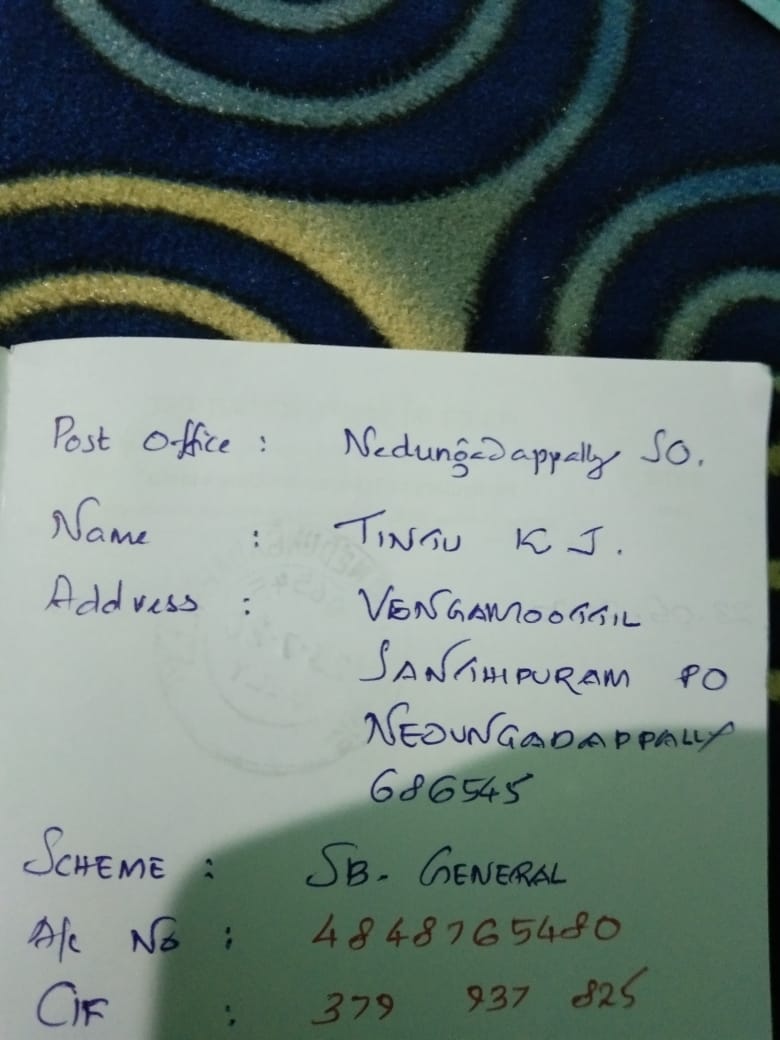 Post Office : Nedungadappally SO.
Name : TINTU K J.
Address : VENGAMOOTTIL
SANTHIPURAM PO
NEDUNGADAPPALLY
686545
SCHEME : SB. GENERAL
A/c No : 4848765480
CIF : 379 937 825